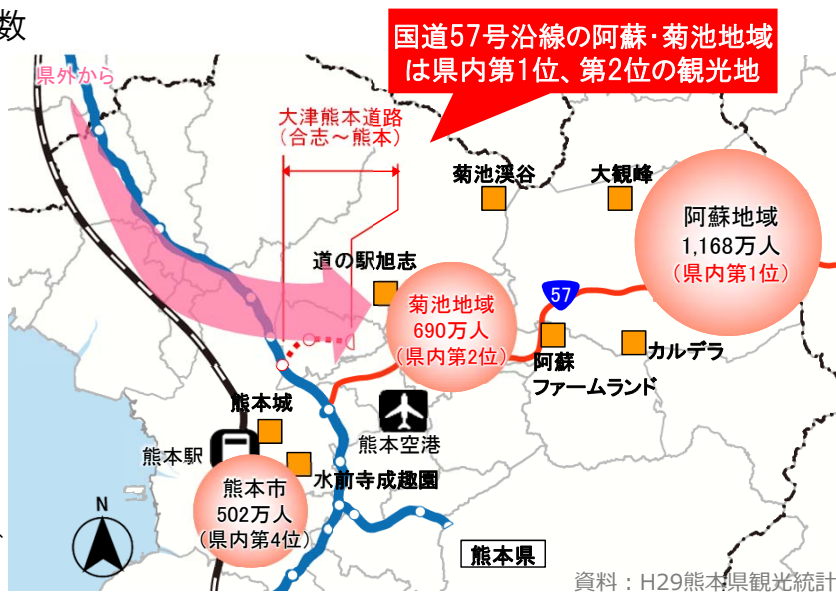 数
国道57号沿線の阿蘇・菊池地域
は県内第1位、第2位の観光地
県外から
大津熊本道路
(合志～熊本)
菊池渓谷
大観峰
阿蘇地域
1,168万人
(県内第1位)
道の駅旭志
57
菊池地域
690万人
(県内第2位)
阿蘇
ファームランド
カルデラ
熊本城
熊本空港
熊本駅
水前寺成趣園
熊本市
502万人
(県内第4位)
N
熊本県
資料：H29熊本県観光統計